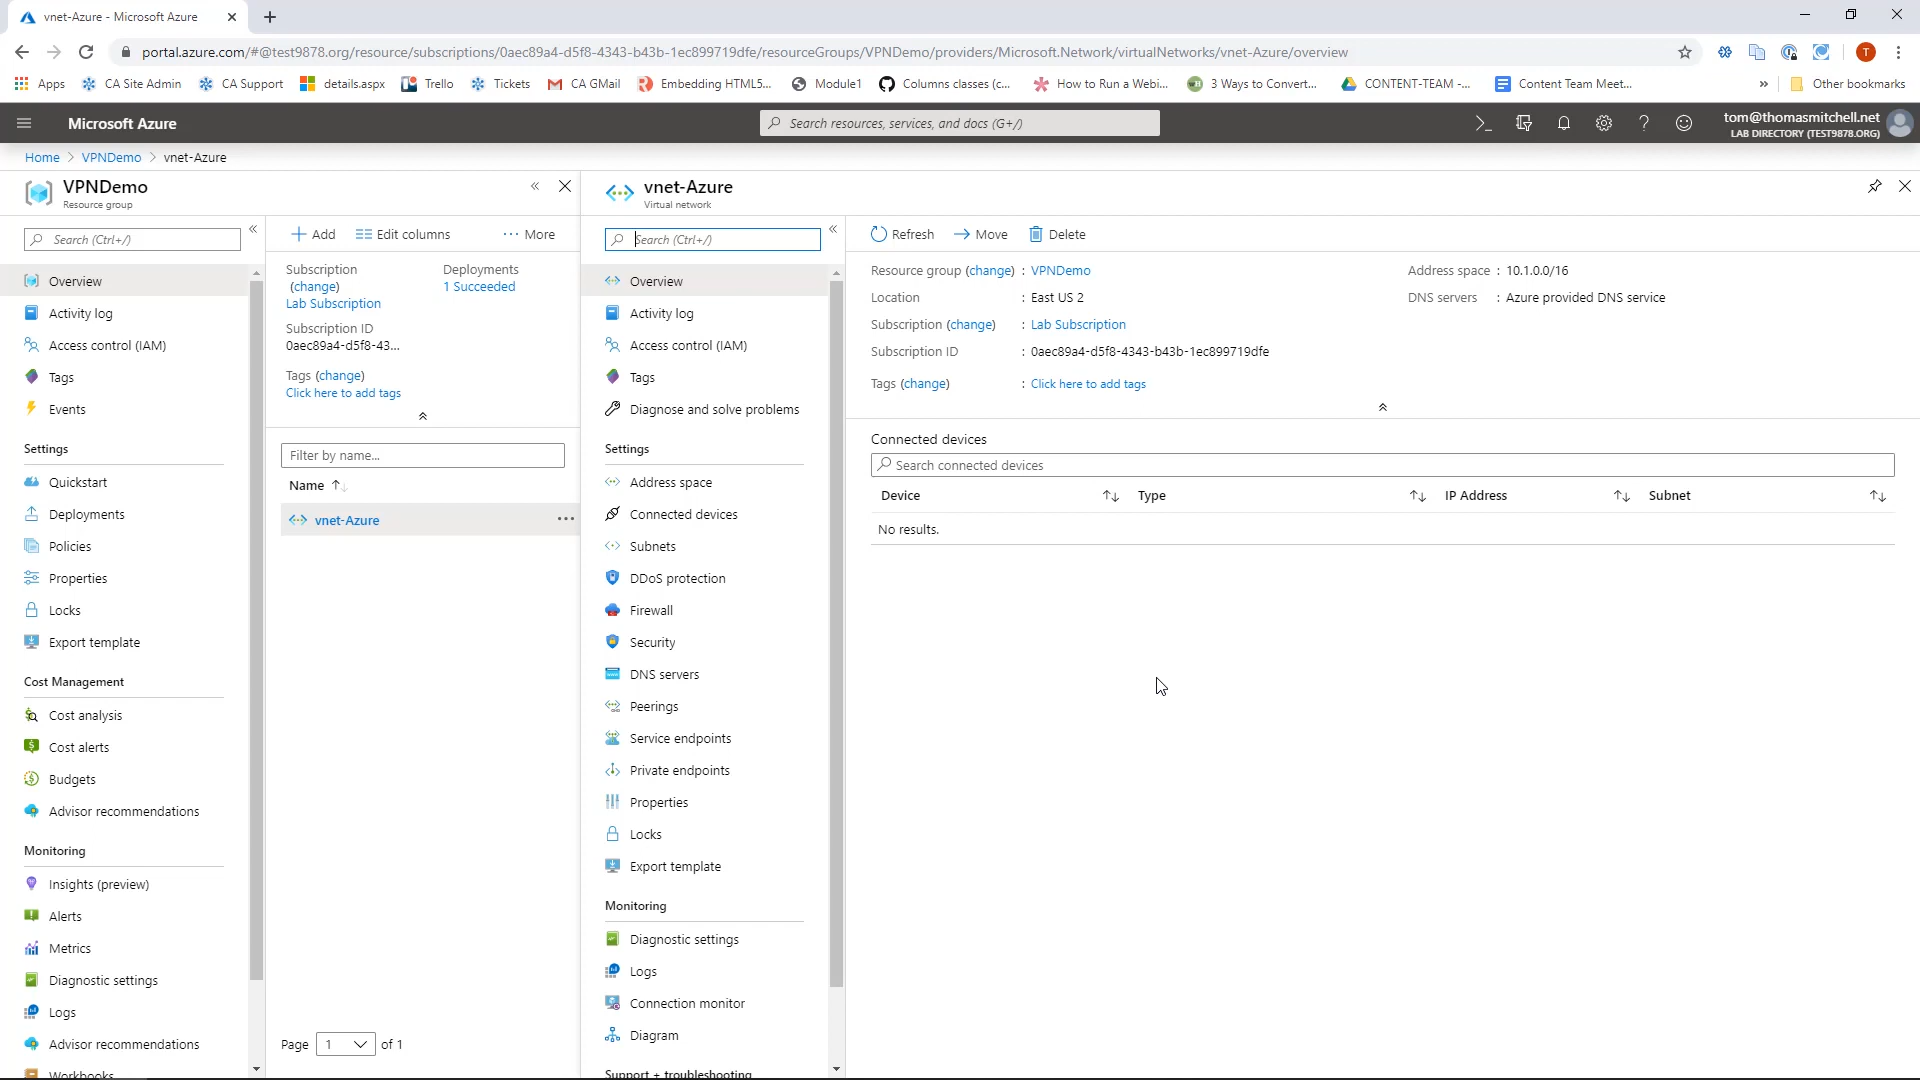 vnet-Azure - Microsoft Azure
portal.azure.com/#@test9878.org/resource/subscriptions/0aec89a4-d5f8-4343-b43b-1ec899719dfe/resourceGroups/VPNDemo/providers/Microsoft.Network/virtualNetworks/vnet-Azure/overview
T
Apps CA Site Admin CA Support details.aspx Trello Tickets CA GMail Embedding HTML5... Module1 Columns classes (c... How to Run a Webi... 3 Ways to Convert... CONTENT-TEAM -... Content Team Meet... » Other bookmarks
Microsoft Azure
Search resources, services, and docs (G+/)
tom@thomasmitchell.net
LAB DIRECTORY (TEST9878.ORG)
Home > VPNDemo > vnet-Azure
VPNDemo
Resource group
Search (Ctrl+/)
Overview
Activity log
Access control (IAM)
Tags
Events
Settings
Quickstart
Deployments
Policies
Properties
Locks
Export template
Cost Management
Cost analysis
Cost alerts
Budgets
Advisor recommendations
Monitoring
Insights (preview)
Alerts
Metrics
Diagnostic settings
Logs
Advisor recommendations
Workbooks
Add Edit columns ... More
Subscription
(change)
Lab Subscription
Deployments
1 Succeeded
Subscription ID
0aec89a4-d5f8-43...
Tags (change)
Click here to add tags
Filter by name...
Name
vnet-Azure
Page 1 of 1
vnet-Azure
Virtual network
Search (Ctrl+/)
Overview
Activity log
Access control (IAM)
Tags
Diagnose and solve problems
Settings
Address space
Connected devices
Subnets
DDoS protection
Firewall
Security
DNS servers
Peerings
Service endpoints
Private endpoints
Properties
Locks
Export template
Monitoring
Diagnostic settings
Logs
Connection monitor
Diagram
Support + troubleshooting
Refresh Move Delete
Resource group (change) : VPNDemo
Location : East US 2
Subscription (change) : Lab Subscription
Subscription ID : 0aec89a4-d5f8-4343-b43b-1ec899719dfe
Tags (change) : Click here to add tags
Address space : 10.1.0.0/16
DNS servers : Azure provided DNS service
Connected devices
Search connected devices
Device Type IP Address Subnet
No results.